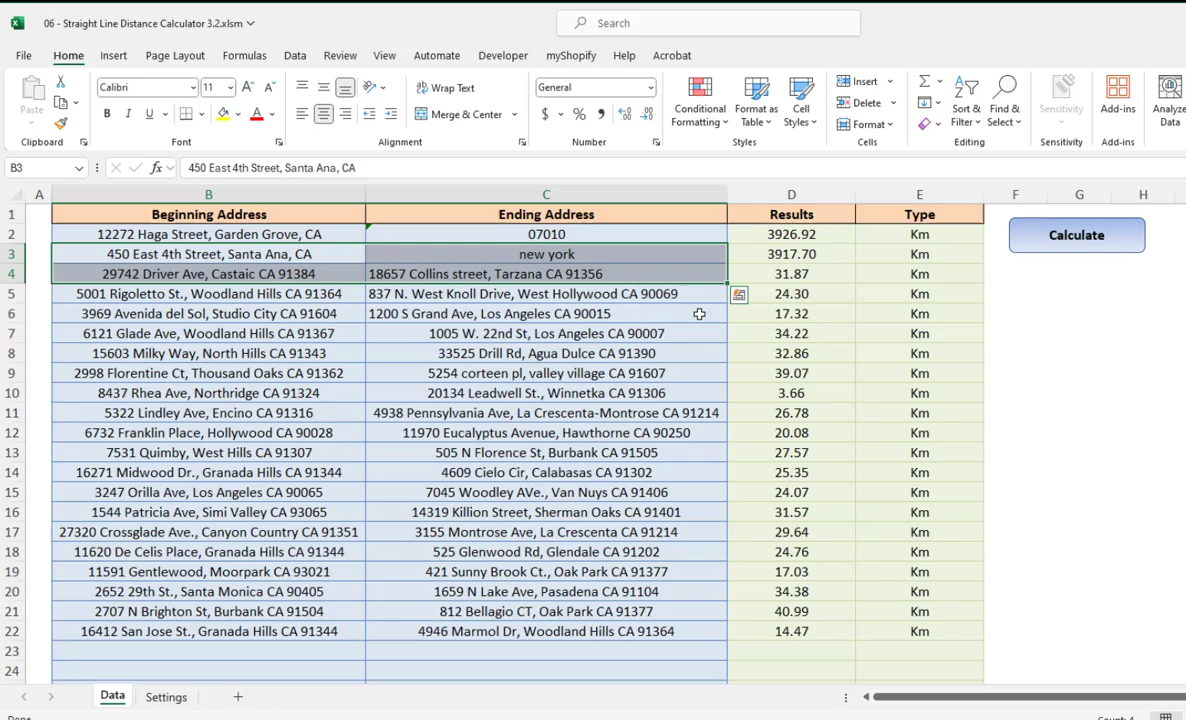 06 - Straight Line Distance Calculator 3.2.xlsm
Search
File Home Insert Page Layout Formulas Data Review View Automate Developer myShopify Help Acrobat
Paste
Calibri 11
B I U
Wrap Text
Merge & Center
General
$ % 9
Conditional Formatting
Format as Table
Cell Styles
Insert
Delete
Format
Sort & Filter
Find & Select
Sensitivity
Add-ins
Analyze Data
Clipboard Font Alignment Number Styles Cells Editing Sensitivity Add-ins
B3 fx 450 East 4th Street, Santa Ana, CA
A B C D E F G H
1 Beginning Address Ending Address Results Type
2 12272 Haga Street, Garden Grove, CA 07010 3926.92 Km
Calculate
3 450 East 4th Street, Santa Ana, CA new york 3917.70 Km
4 29742 Driver Ave, Castaic CA 91384 18657 Collins street, Tarzana CA 91356 31.87 Km
5 5001 Rigoletto St., Woodland Hills CA 91364 837 N. West Knoll Drive, West Hollywood CA 90069 24.30 Km
6 3969 Avenida del Sol, Studio City CA 91604 1200 S Grand Ave, Los Angeles CA 90015 17.32 Km
7 6121 Glade Ave, Woodland Hills CA 91367 1005 W. 22nd St, Los Angeles CA 90007 34.22 Km
8 15603 Milky Way, North Hills CA 91343 33525 Drill Rd, Agua Dulce CA 91390 32.86 Km
9 2998 Florentine Ct, Thousand Oaks CA 91362 5254 corteen pl, valley village CA 91607 39.07 Km
10 8437 Rhea Ave, Northridge CA 91324 20134 Leadwell St., Winnetka CA 91306 3.66 Km
11 5322 Lindley Ave, Encino CA 91316 4938 Pennsylvania Ave, La Crescenta-Montrose CA 91214 26.78 Km
12 6732 Franklin Place, Hollywood CA 90028 11970 Eucalyptus Avenue, Hawthorne CA 90250 20.08 Km
13 7531 Quimby, West Hills CA 91307 505 N Florence St, Burbank CA 91505 27.57 Km
14 16271 Midwood Dr., Granada Hills CA 91344 4609 Cielo Cir, Calabasas CA 91302 25.35 Km
15 3247 Orilla Ave, Los Angeles CA 90065 7045 Woodley AVe., Van Nuys CA 91406 24.07 Km
16 1544 Patricia Ave, Simi Valley CA 93065 14319 Killion Street, Sherman Oaks CA 91401 31.57 Km
17 27320 Crossglade Ave., Canyon Country CA 91351 3155 Montrose Ave, La Crescenta CA 91214 29.64 Km
18 11620 De Celis Place, Granada Hills CA 91344 525 Glenwood Rd, Glendale CA 91202 24.76 Km
19 11591 Gentlewood, Moorpark CA 93021 421 Sunny Brook Ct., Oak Park CA 91377 17.03 Km
20 2652 29th St., Santa Monica CA 90405 1659 N Lake Ave, Pasadena CA 91104 34.38 Km
21 2707 N Brighton St, Burbank CA 91504 812 Bellagio CT, Oak Park CA 91377 40.99 Km
22 16412 San Jose St., Granada Hills CA 91344 4946 Marmol Dr, Woodland Hills CA 91364 14.47 Km
23
24
Data Settings